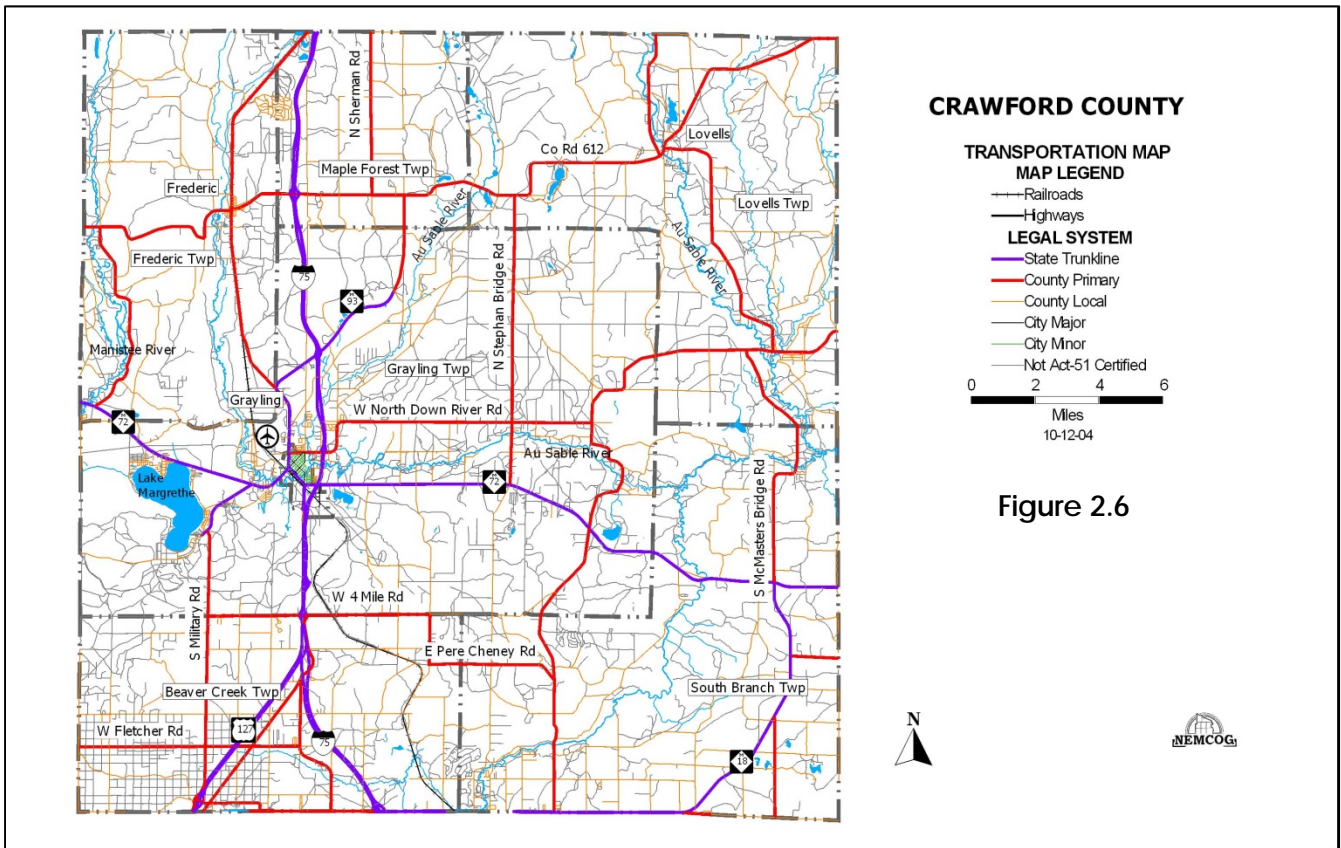 CRAWFORD COUNTY
TRANSPORTATION MAP
MAP LEGEND
Railroads
Highways
LEGAL SYSTEM
State Trunkline
County Primary
County Local
City Major
City Minor
Not Act-51 Certified
0 2 4 6
Miles
10-12-04
Figure 2.6
N
NEMCOG
N Sherman Rd
Co Rd 612
Lovells
Maple Forest Twp
Frederic
Lovells Twp
Au Sable River
Au Sable River
Frederic Twp
75
M
93
N Stephan Bridge Rd
Manistee River
Grayling Twp
Grayling
W North Down River Rd
M
72
Au Sable River
Lake
Margrethe
M
72
S McMasters Bridge Rd
W 4 Mile Rd
S Military Rd
E Pere Cheney Rd
Beaver Creek Twp
South Branch Twp
W Fletcher Rd
127
75
M
18